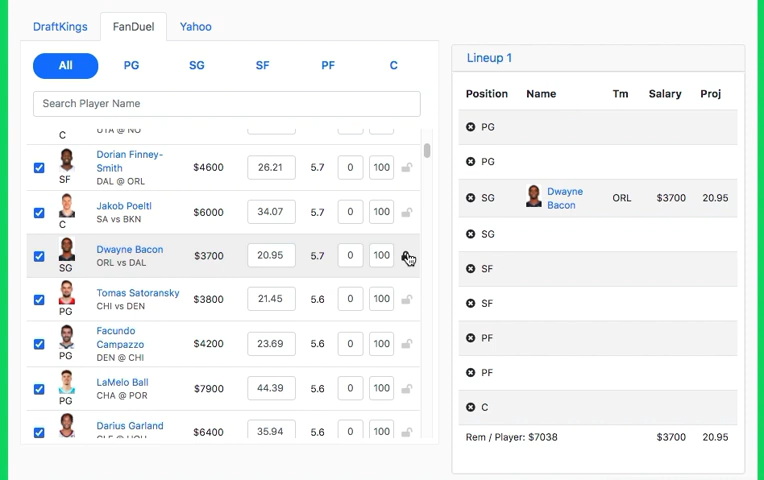 DraftKings FanDuel Yahoo
All PG SG SF PF C
Search Player Name
C UTA @ NO
Dorian Finney-
Smith
SF DAL @ ORL $4600 26.21 5.7 0 100
Jakob Poeltl
C SA vs BKN $6000 34.07 5.7 0 100
Dwayne Bacon
SG ORL vs DAL $3700 20.95 5.7 0 100
Tomas Satoransky
PG CHI vs DEN $3800 21.45 5.6 0 100
Facundo
Campazzo
PG DEN @ CHI $4200 23.69 5.6 0 100
LaMelo Ball
PG CHA @ POR $7900 44.39 5.6 0 100
Darius Garland
CLE @ HOU $6400 35.94 5.6 0 100
Lineup 1
Position Name Tm Salary Proj
PG
PG
SG Dwayne
Bacon ORL $3700 20.95
SG
SF
SF
PF
PF
C
Rem / Player: $7038 $3700 20.95